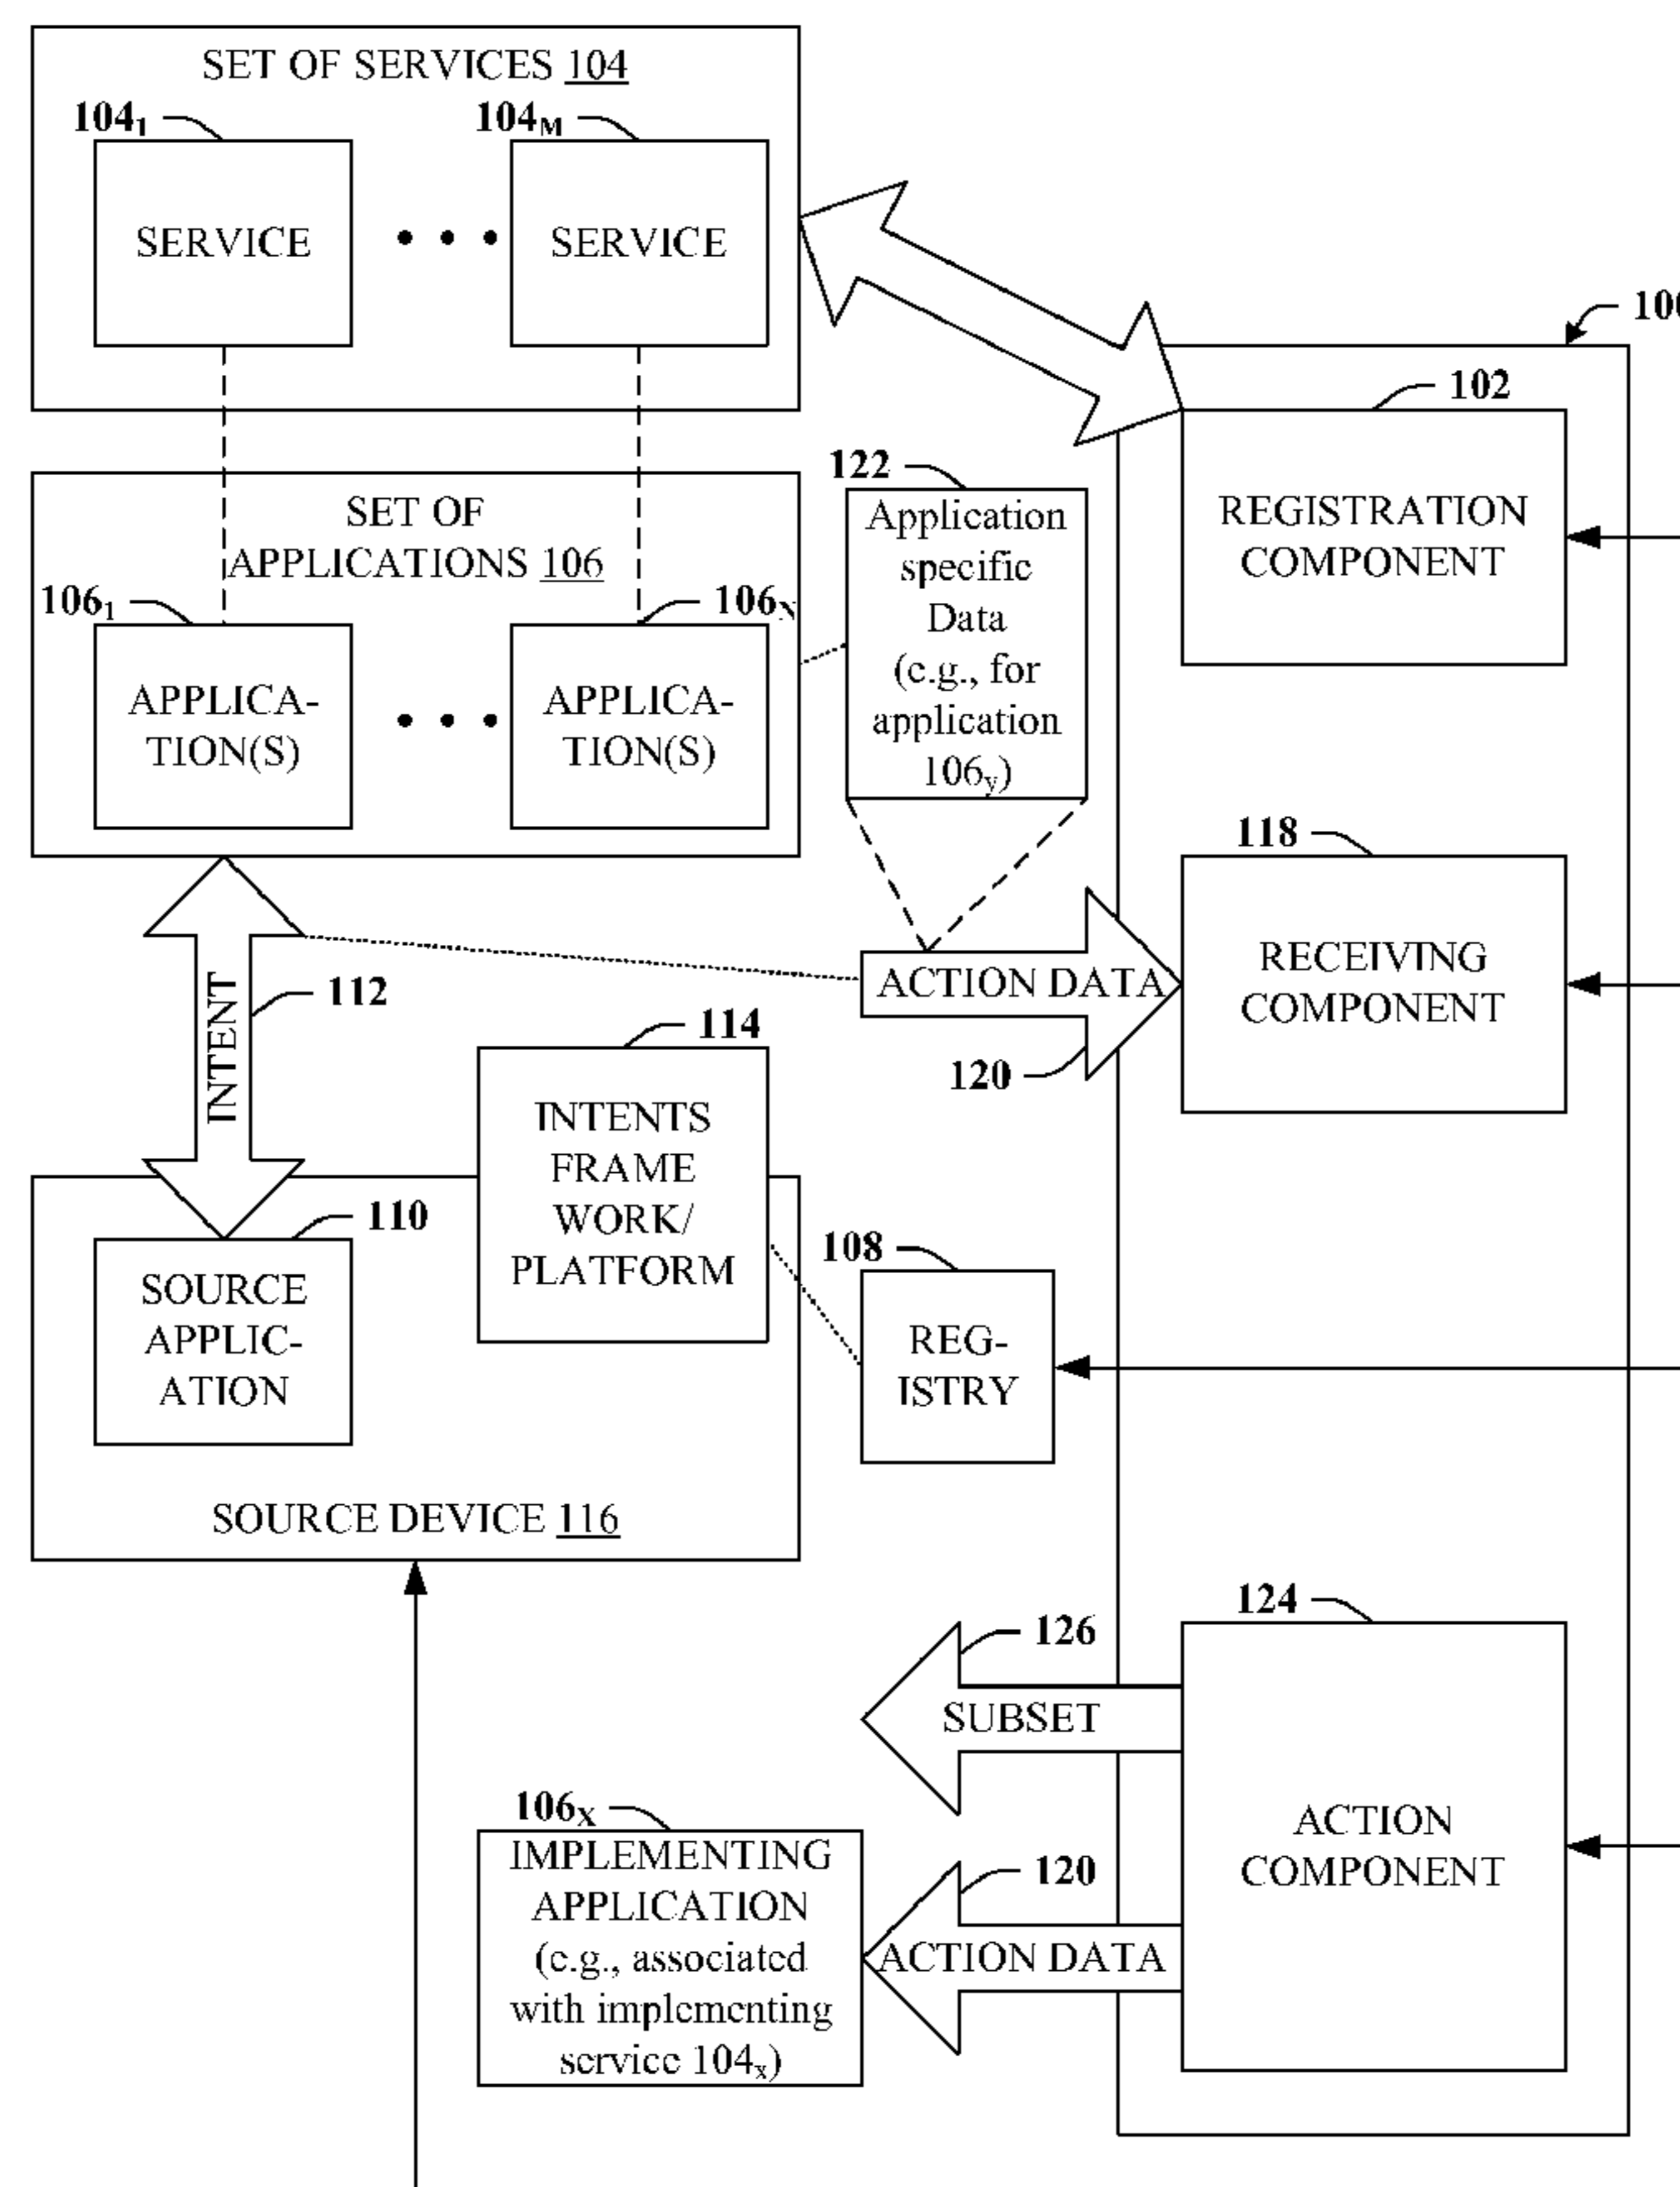 SET OF SERVICES 104
104₁
104M
SERVICE
SERVICE
100
102
REGISTRATION
COMPONENT
SET OF
APPLICATIONS 106
106₁
106N
APPLICA-
TION(S)
APPLICA-
TION(S)
122
Application
specific
Data
(e.g., for
application
106y)
118
RECEIVING
COMPONENT
ACTION DATA
120
INTENT
112
114
INTENTS
FRAME
WORK/
PLATFORM
110
SOURCE
APPLIC-
ATION
SOURCE DEVICE 116
108
REG-
ISTRY
124
ACTION
COMPONENT
126
SUBSET
120
ACTION DATA
106X
IMPLEMENTING
APPLICATION
(e.g., associated
with implementing
service 104x)